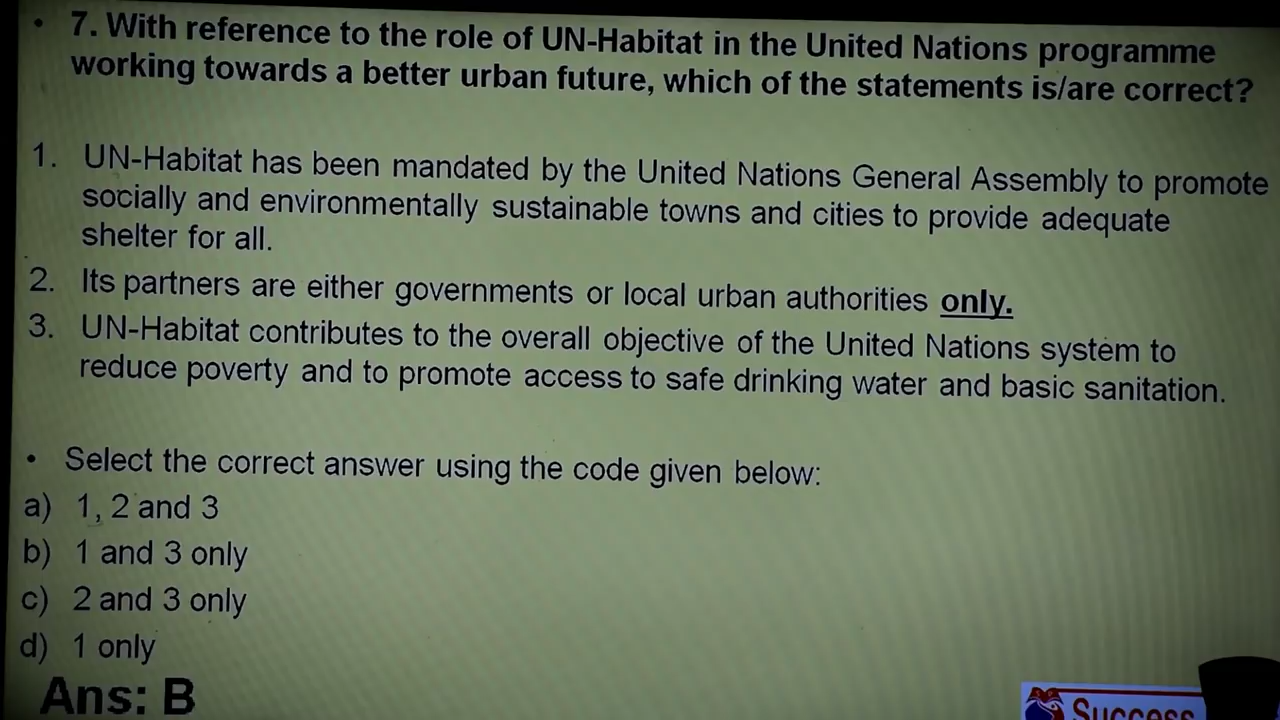 • 7. With reference to the role of UN-Habitat in the United Nations programme
working towards a better urban future, which of the statements is/are correct?
1. UN-Habitat has been mandated by the United Nations General Assembly to promote
socially and environmentally sustainable towns and cities to provide adequate
shelter for all.
2. Its partners are either governments or local urban authorities only.
3. UN-Habitat contributes to the overall objective of the United Nations system to
reduce poverty and to promote access to safe drinking water and basic sanitation.
• Select the correct answer using the code given below:
a) 1, 2 and 3
b) 1 and 3 only
c) 2 and 3 only
d) 1 only
Ans: B
Success